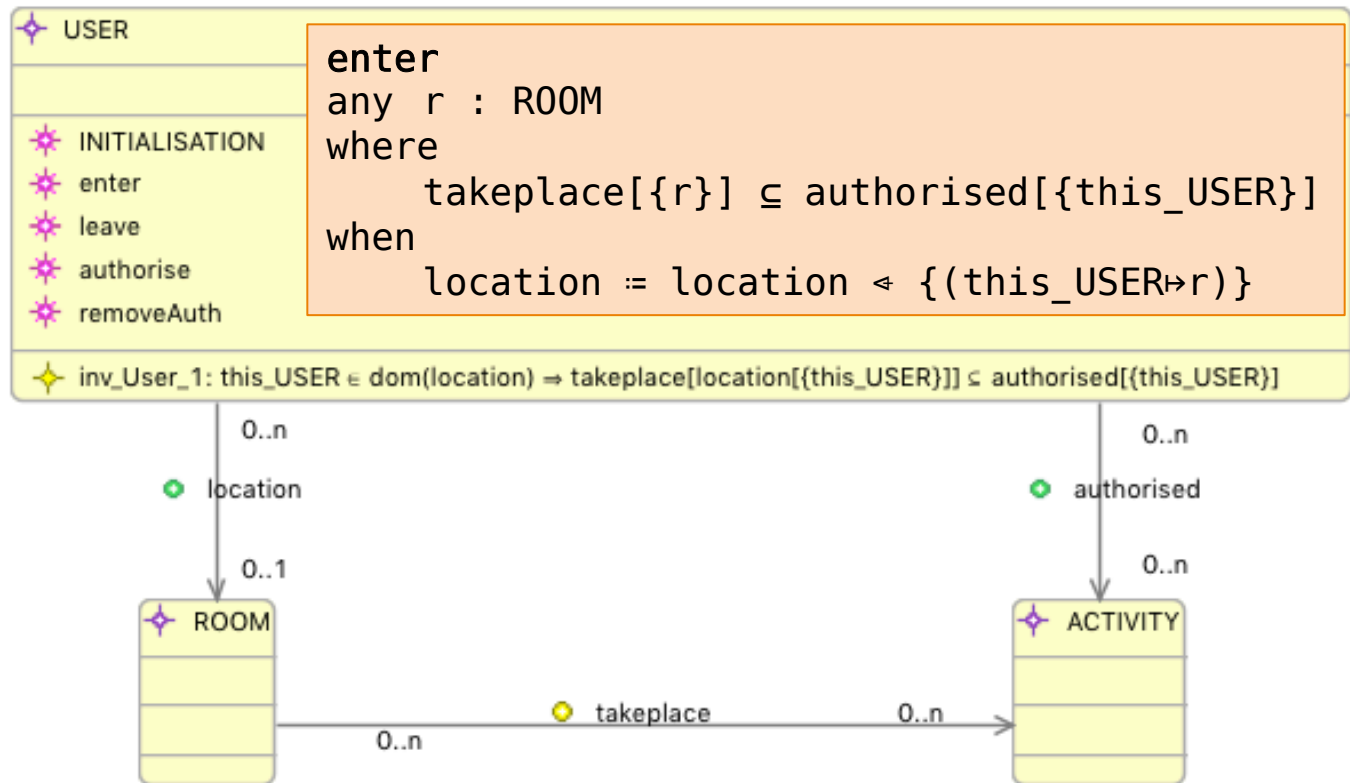 USER
enter
any r : ROOM
where
takeplace[{r}] ⊆ authorised[{this_USER}]
when
location ≔ location ⩤ {(this_USER↦r)}
INITIALISATION
enter
leave
authorise
removeAuth
inv_User_1: this_USER ∈ dom(location) ⇒ takeplace[location[{this_USER}]] ⊆ authorised[{this_USER}]
0..n
0..n
location
authorised
0..1
0..n
ROOM
ACTIVITY
takeplace
0..n
0..n